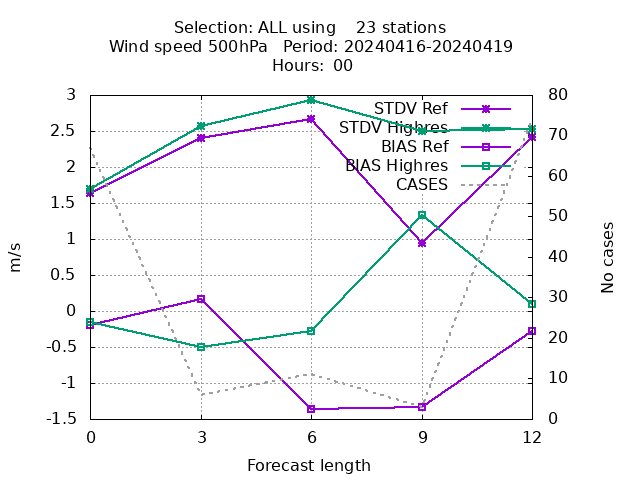 Selection: ALL using    23 stations
Wind speed 500hPa   Period: 20240416-20240419
Hours:  00
STDV Ref
STDV Highres
BIAS Ref
BIAS Highres
CASES
3
2.5
2
1.5
1
0.5
0
-0.5
-1
-1.5
m/s
80
70
60
50
40
30
20
10
0
No cases
0 3 6 9 12
Forecast length